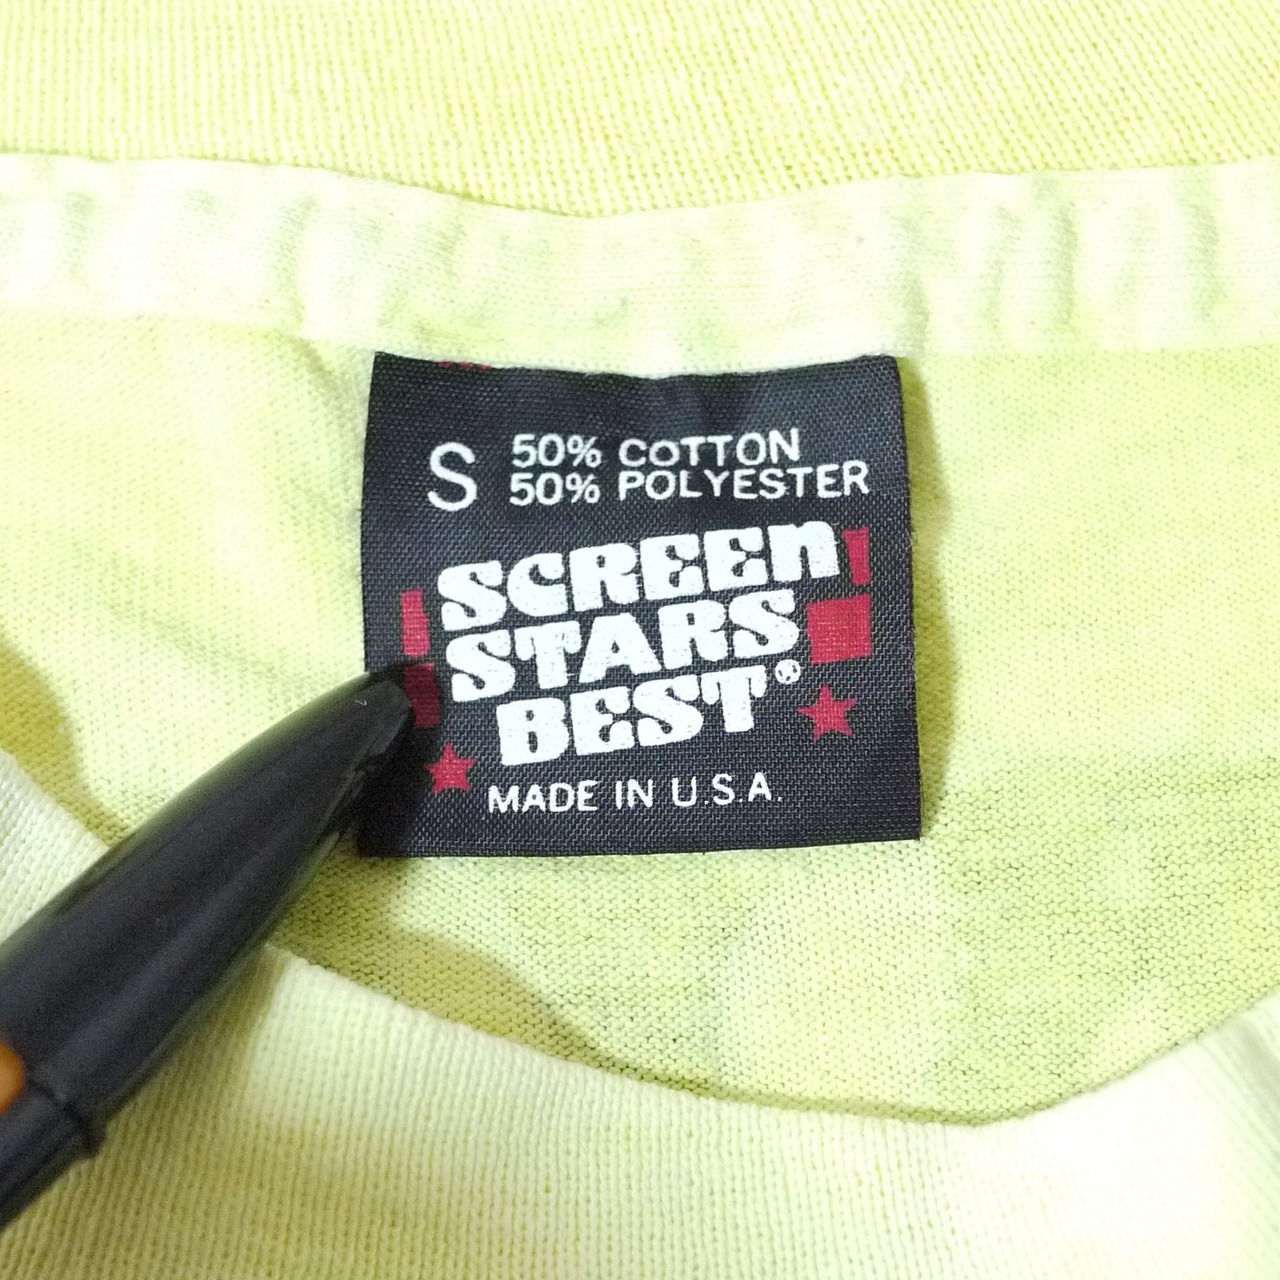 S 50% COTTON
50% POLYESTER
SCREEn
STARS
BEST®
MADE IN U.S.A.